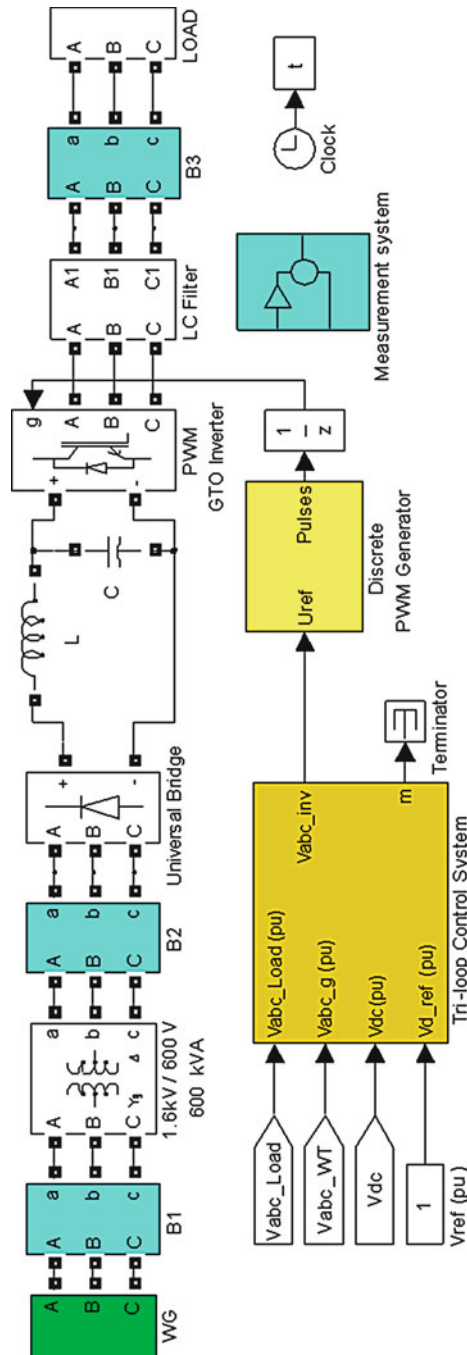 A
B
C
WG
A
B
C
a
b
c
B1
A
B
C
Yg
a
b
c
Δ
1.6kV / 600 V
600 kVA
A
B
C
a
b
c
B2
A
B
C
+
-
Universal Bridge
L
C
+
-
g
A
B
C
PWM
GTO Inverter
A
B
C
A1
B1
C1
LC Filter
A
B
C
a
b
c
B3
A
B
C
LOAD
Vabc_Load
Vabc_WT
Vdc
1
Vref (pu)
Vabc_Load (pu)
Vabc_g (pu)
Vdc(pu)
Vd_ref (pu)
Vabc_inv
m
Tri-loop Control System
Terminator
Uref
Pulses
Discrete
PWM Generator
1
z
Measurement system
Clock
t